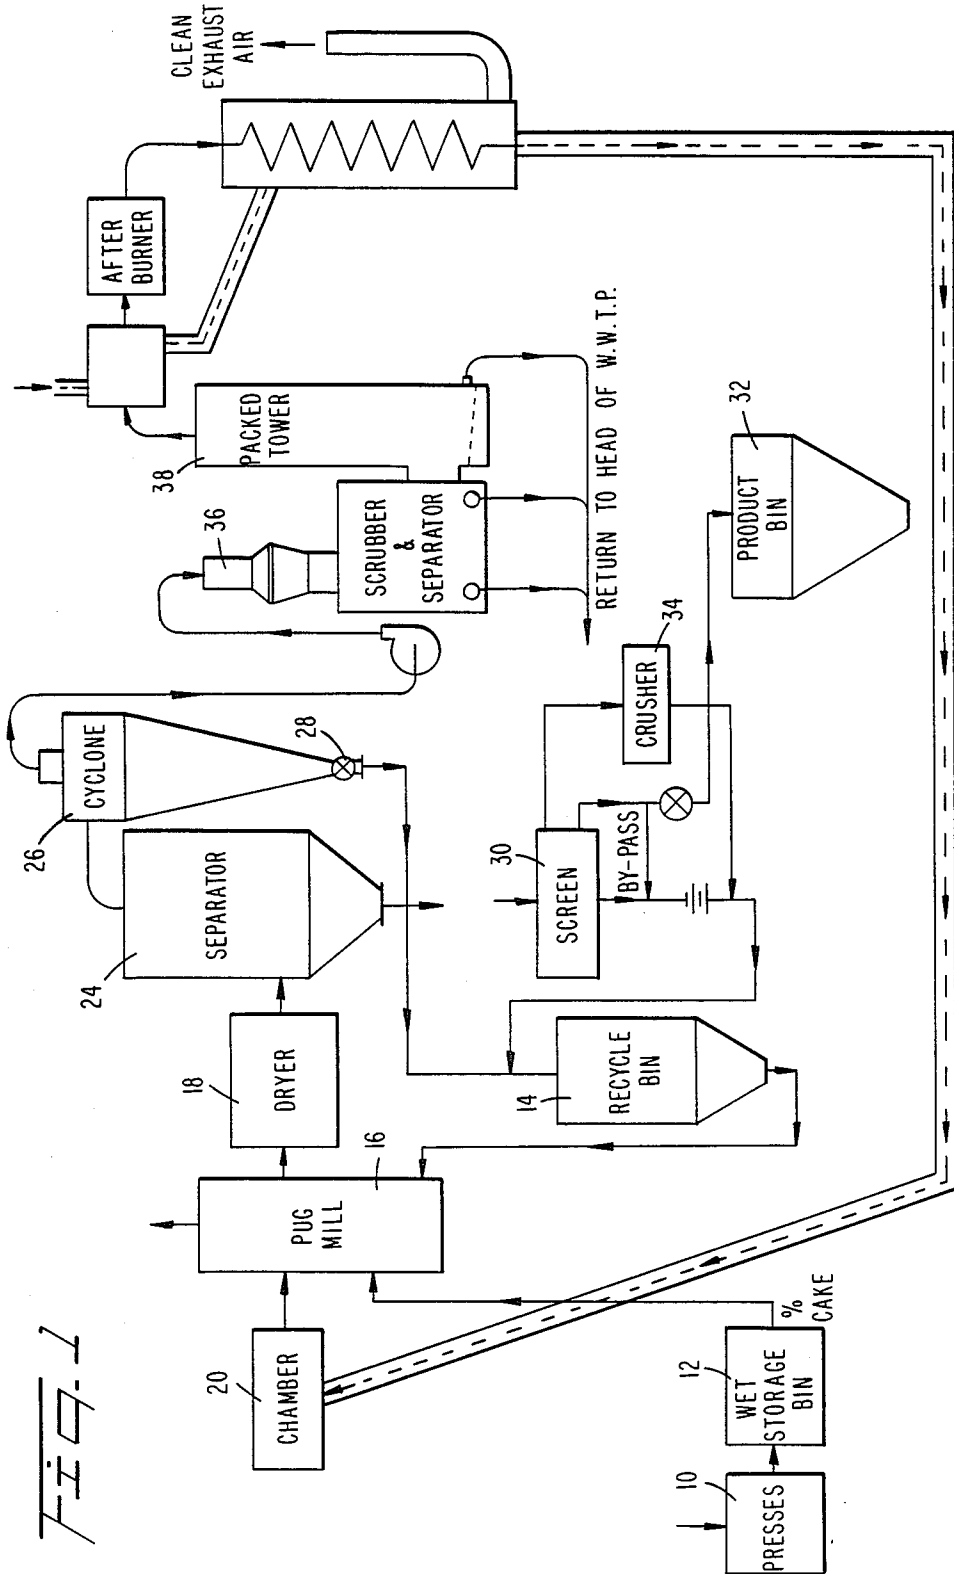 Fig-1
CLEAN
EXHAUST
AIR
AFTER
BURNER
38
PACKED
TOWER
36
SCRUBBER
&
SEPARATOR
RETURN TO HEAD OF W.W.T.P.
26
CYCLONE
28
24
SEPARATOR
18
DRYER
16
PUG
MILL
20
CHAMBER
30
SCREEN
BY-PASS
34
CRUSHER
32
PRODUCT
BIN
14
RECYCLE
BIN
10
PRESSES
12
WET
STORAGE
BIN
%
CAKE